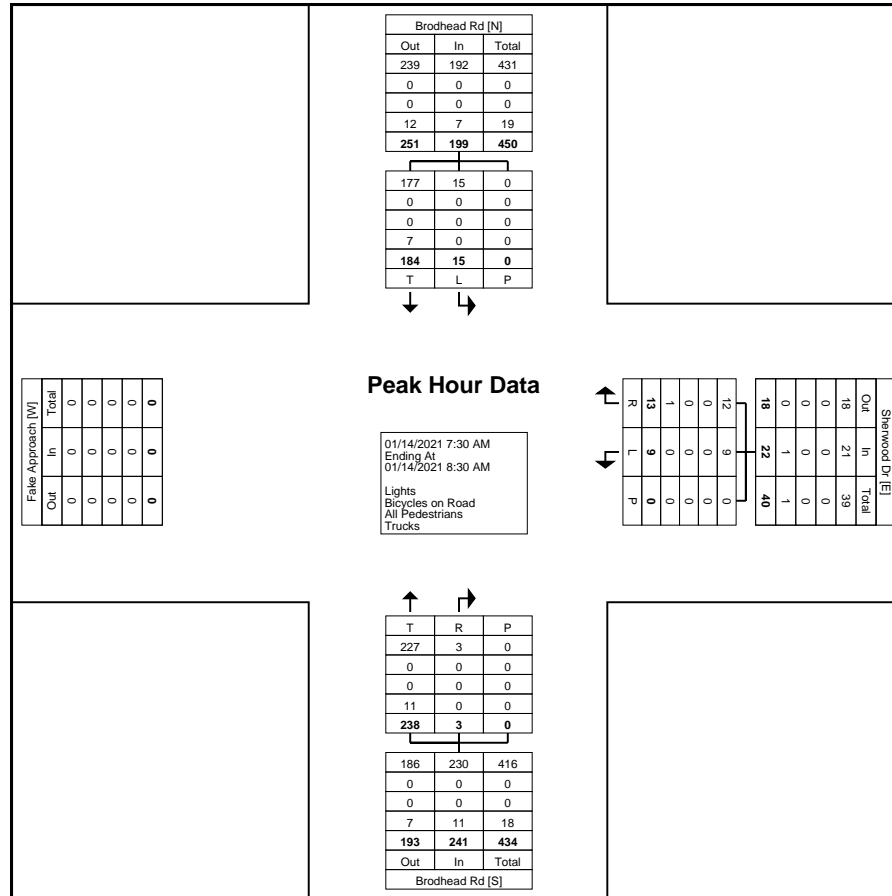 Brodhead Rd [N]
Out In Total
239 192 431
0 0 0
0 0 0
12 7 19
251 199 450
177 15 0
0 0 0
0 0 0
7 0 0
184 15 0
T L P
Fake Approach [W]
Total 0 0 0 0 0
In 0 0 0 0 0
Out 0 0 0 0 0
Peak Hour Data
01/14/2021 7:30 AM
Ending At
01/14/2021 8:30 AM
Lights
Bicycles on Road
All Pedestrians
Trucks
R 13 1 0 0 12
L 9 0 0 0 9
P 0 0 0 0 0
Sherwood Dr [E]
Out In Total
18 21 39
0 0 0
0 0 0
0 1 1
18 22 40
T R P
227 3 0
0 0 0
0 0 0
11 0 0
238 3 0
186 230 416
0 0 0
0 0 0
7 11 18
193 241 434
Out In Total
Brodhead Rd [S]